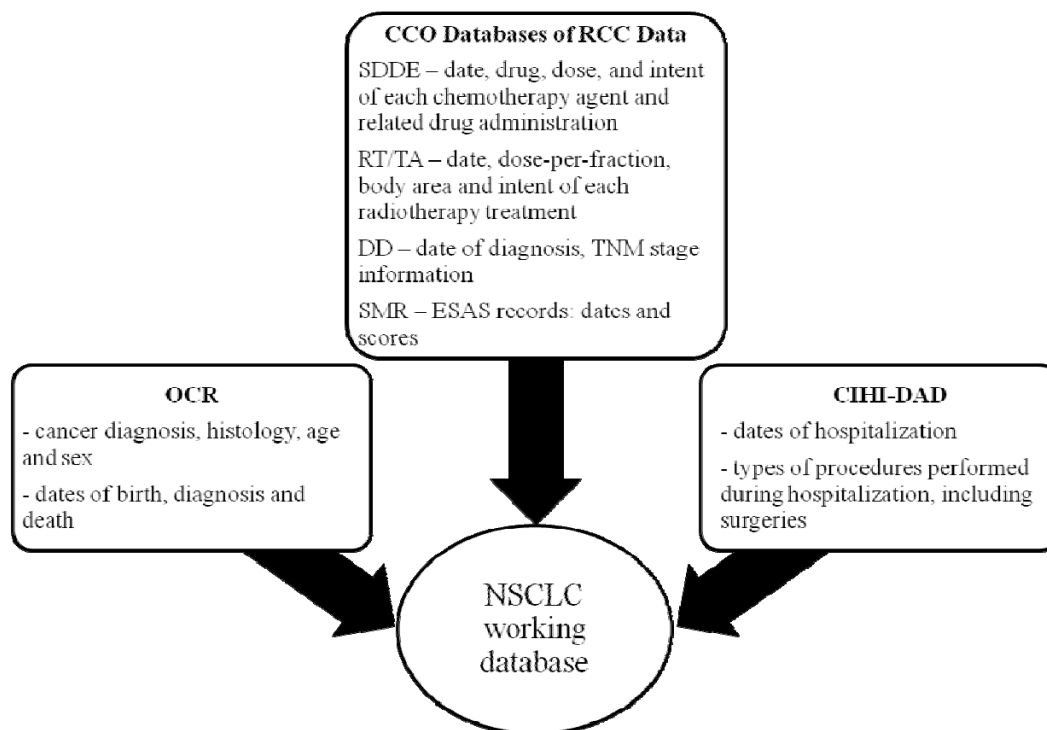 CCO Databases of RCC Data
SDDE – date, drug, dose, and intent
of each chemotherapy agent and
related drug administration
RT/TA – date, dose-per-fraction,
body area and intent of each
radiotherapy treatment
DD – date of diagnosis, TNM stage
information
SMR – ESAS records: dates and
scores
OCR
- cancer diagnosis, histology, age
and sex
- dates of birth, diagnosis and
death
CIHI-DAD
- dates of hospitalization
- types of procedures performed
during hospitalization, including
surgeries
NSCLC
working
database